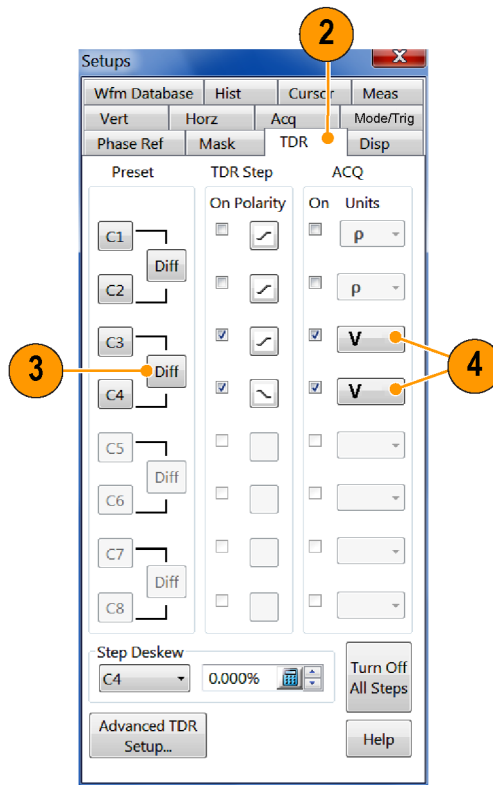 2
Setups
X
Wfm Database Hist Cursor Meas
Vert Horz Acq Mode/Trig
Phase Ref Mask TDR Disp
Preset TDR Step ACQ
On Polarity On Units
C1 ρ
Diff
C2 ρ
C3 V
3 Diff 4
C4 V
C5
Diff
C6
C7
Diff
C8
Step Deskew
C4 0.000%
Turn Off
All Steps
Advanced TDR
Setup...
Help